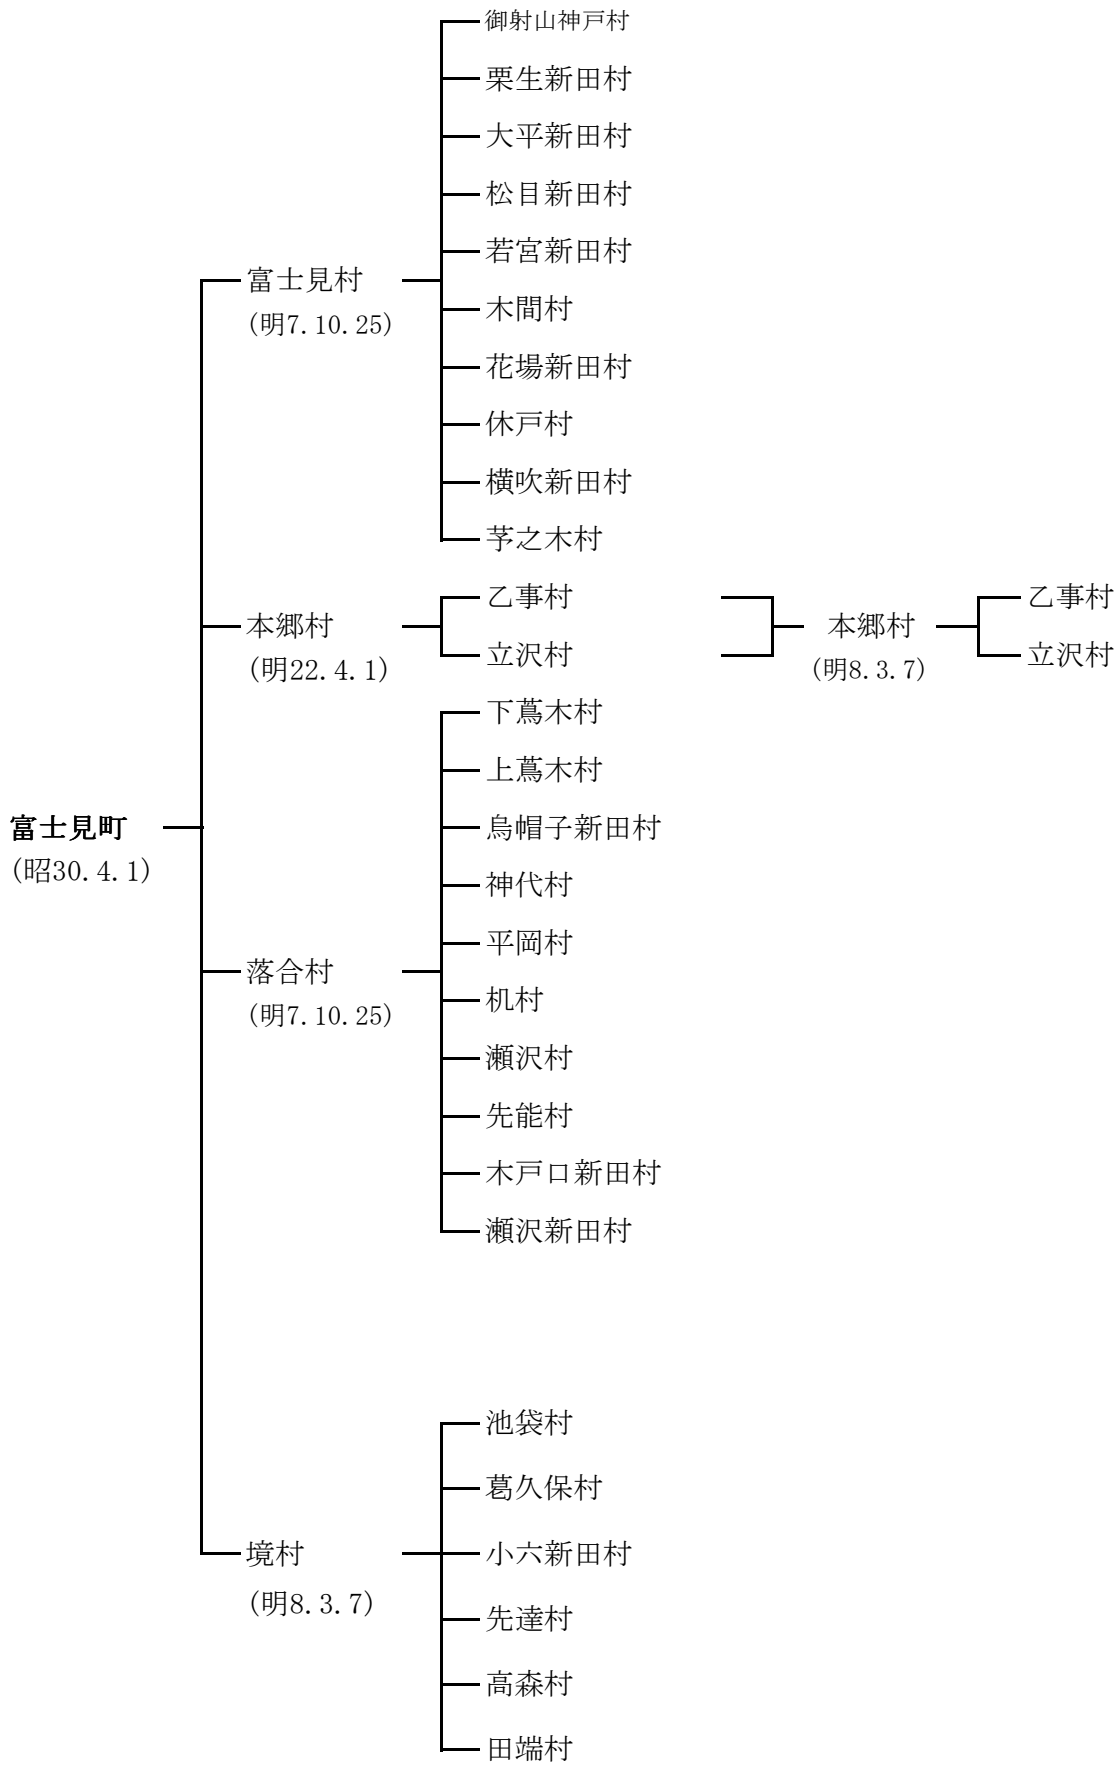 御射山神戸村
栗生新田村
大平新田村
松目新田村
若宮新田村
富士見村
(明7.10.25)
木間村
花場新田村
休戸村
横吹新田村
芓之木村
本郷村
(明22.4.1)
乙事村
立沢村
本郷村
(明8.3.7)
乙事村
立沢村
下蔦木村
上蔦木村
富士見町
(昭30.4.1)
烏帽子新田村
神代村
平岡村
落合村
(明7.10.25)
机村
瀬沢村
先能村
木戸口新田村
瀬沢新田村
池袋村
葛久保村
境村
(明8.3.7)
小六新田村
先達村
高森村
田端村